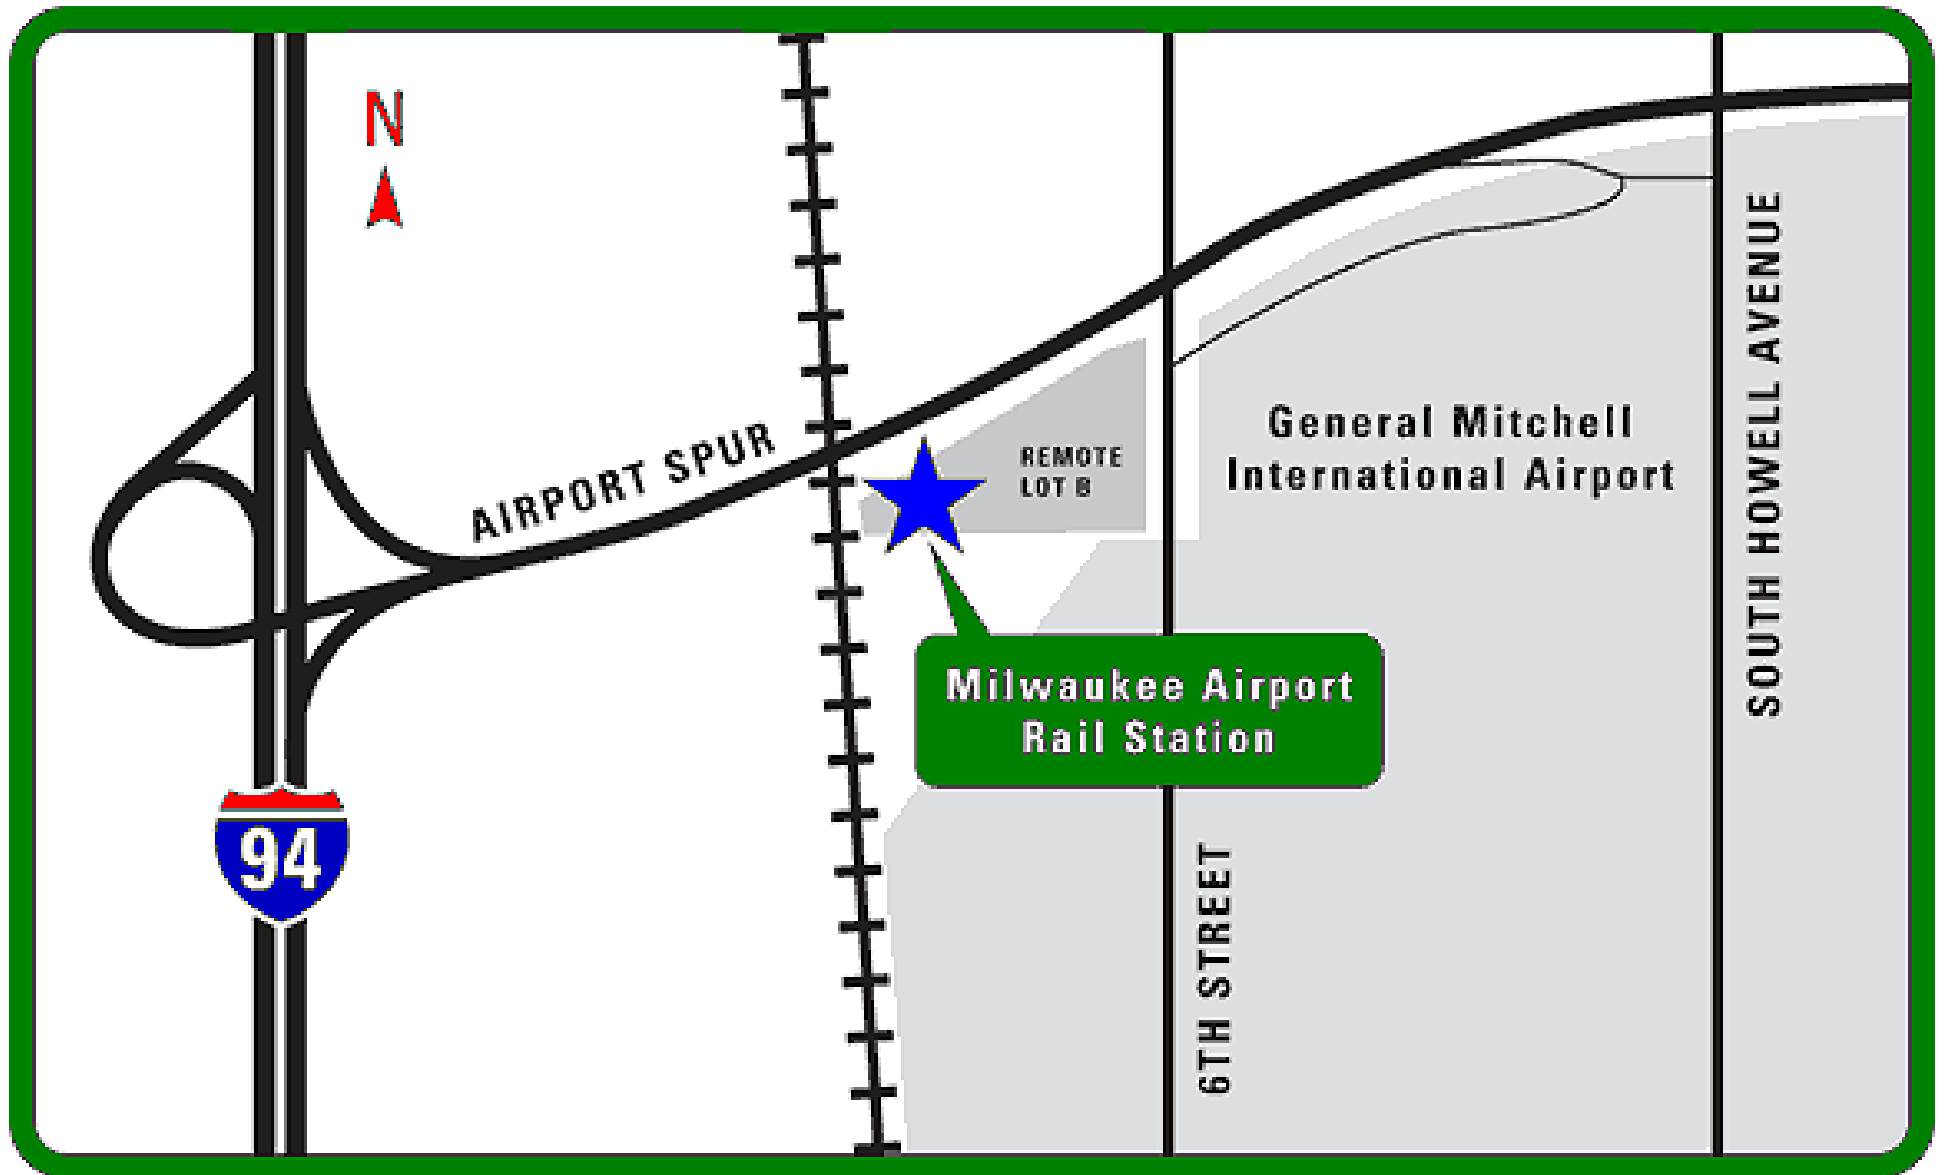 N
AIRPORT SPUR
REMOTE
LOT B
General Mitchell
International Airport
SOUTH HOWELL AVENUE
Milwaukee Airport
Rail Station
94
6TH STREET